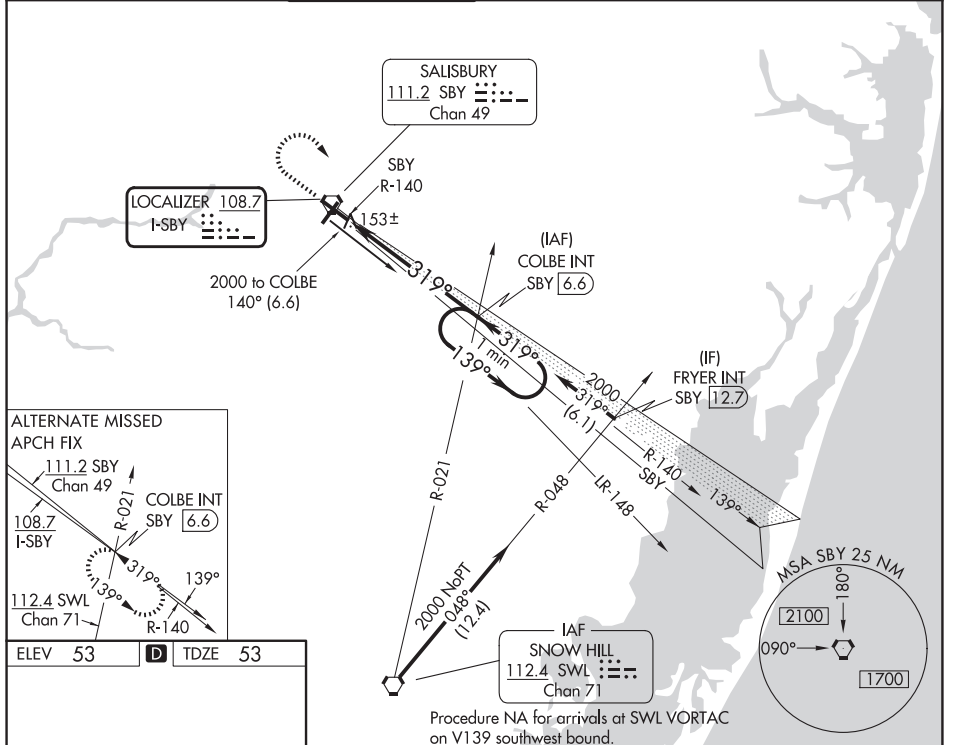 SALISBURY
111.2 SBY
Chan 49
SBY
R-140
LOCALIZER 108.7
I-SBY
153±
(IAF)
COLBE INT
SBY 6.6
2000 to COLBE
140° (6.6)
319°
319°
1 min
139°
(IF)
FRYER INT
SBY 12.7
2000
319°
(6.1)
R-140
SBY
139°
LR-148
R-021
R-048
2000 NoPT
048°
(12.4)
ALTERNATE MISSED
APCH FIX
111.2 SBY
Chan 49
R-021
COLBE INT
SBY 6.6
108.7
I-SBY
319°
139°
139°
112.4 SWL
Chan 71
R-140
MSA SBY 25 NM
180°
2100
090°
1700
IAF
SNOW HILL
112.4 SWL
Chan 71
ELEV 53 D TDZE 53
Procedure NA for arrivals at SWL VORTAC
on V139 southwest bound.